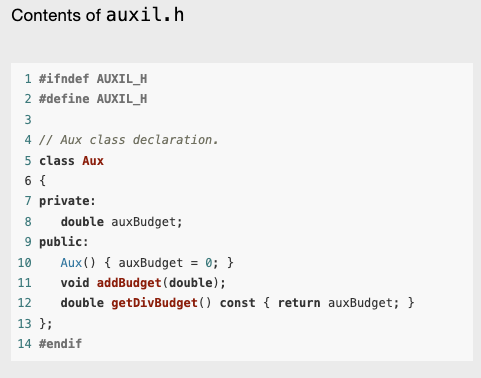 Contents of auxil.h
1 #ifndef AUXIL_H
2 #define AUXIL_H
3
4 // Aux class declaration.
5 class Aux
6 {
7 private:
8    double auxBudget;
9 public:
10    Aux() { auxBudget = 0; }
11    void addBudget(double);
12    double getDivBudget() const { return auxBudget; }
13 };
14 #endif